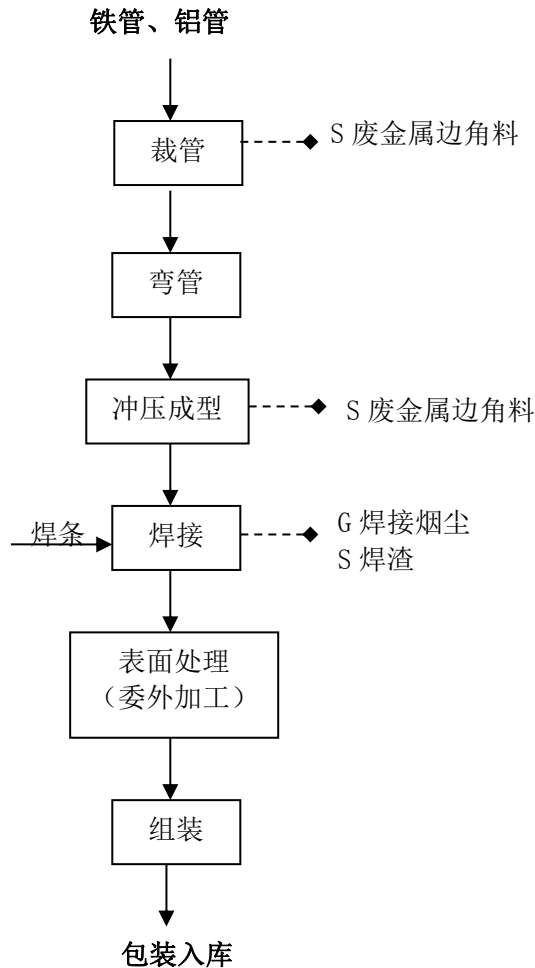 铁管、铝管
裁管
S 废金属边角料
弯管
冲压成型
S 废金属边角料
焊条
焊接
G 焊接烟尘
S 焊渣
表面处理
（委外加工）
组装
包装入库